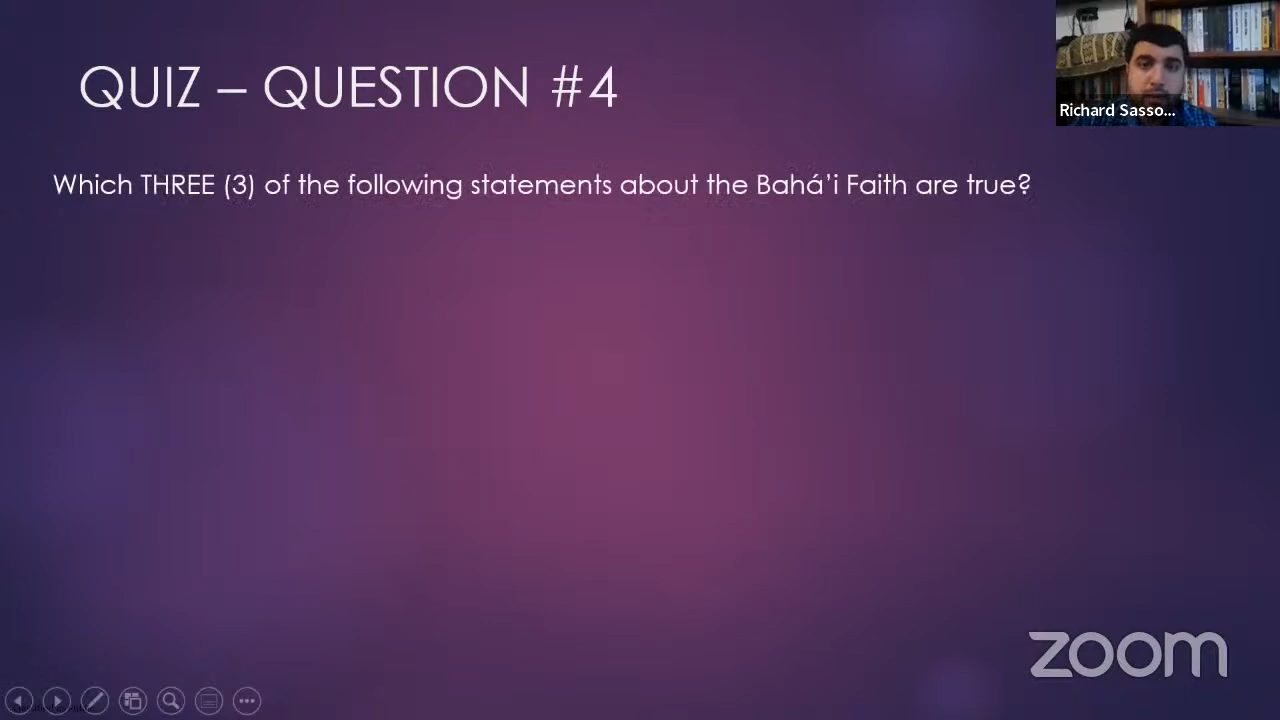 QUIZ – QUESTION #4
Richard Sasso...
Which THREE (3) of the following statements about the Bahá’i Faith are true?
zoom